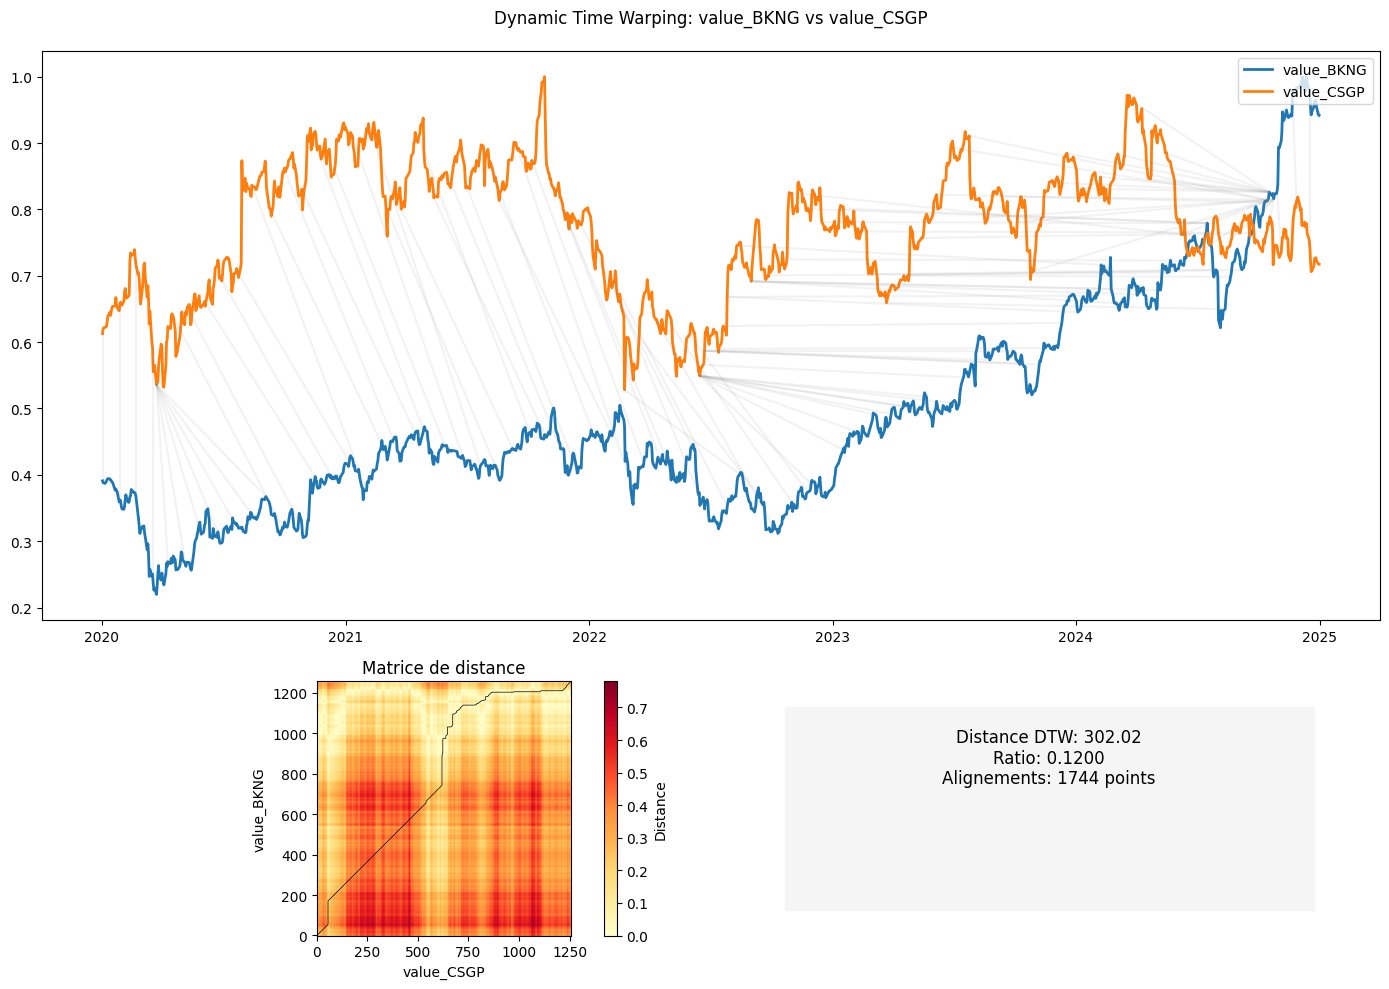 Dynamic Time Warping: value_BKNG vs value_CSGP
1.0
0.9
0.8
0.7
0.6
0.5
0.4
0.3
0.2
value_BKNG
value_CSGP
2020 2021 2022 2023 2024 2025
Matrice de distance
1200
1000
800
600
400
200
0
value_BKNG
0 250 500 750 1000 1250
value_CSGP
0.7
0.6
0.5
0.4
0.3
0.2
0.1
0.0
Distance
Distance DTW: 302.02
Ratio: 0.1200
Alignements: 1744 points